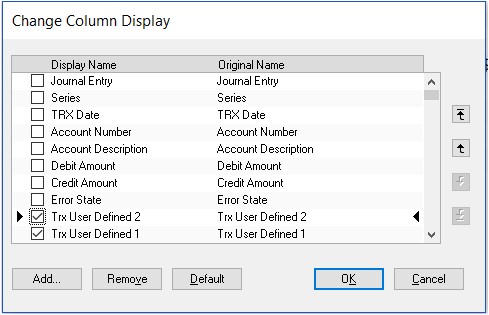 Change Column Display
Display Name Original Name
Journal Entry Journal Entry
Series Series
TRX Date TRX Date
Account Number Account Number
Account Description Account Description
Debit Amount Debit Amount
Credit Amount Credit Amount
Error State Error State
Trx User Defined 2 Trx User Defined 2
Trx User Defined 1 Trx User Defined 1
Add... Remove Default OK Cancel